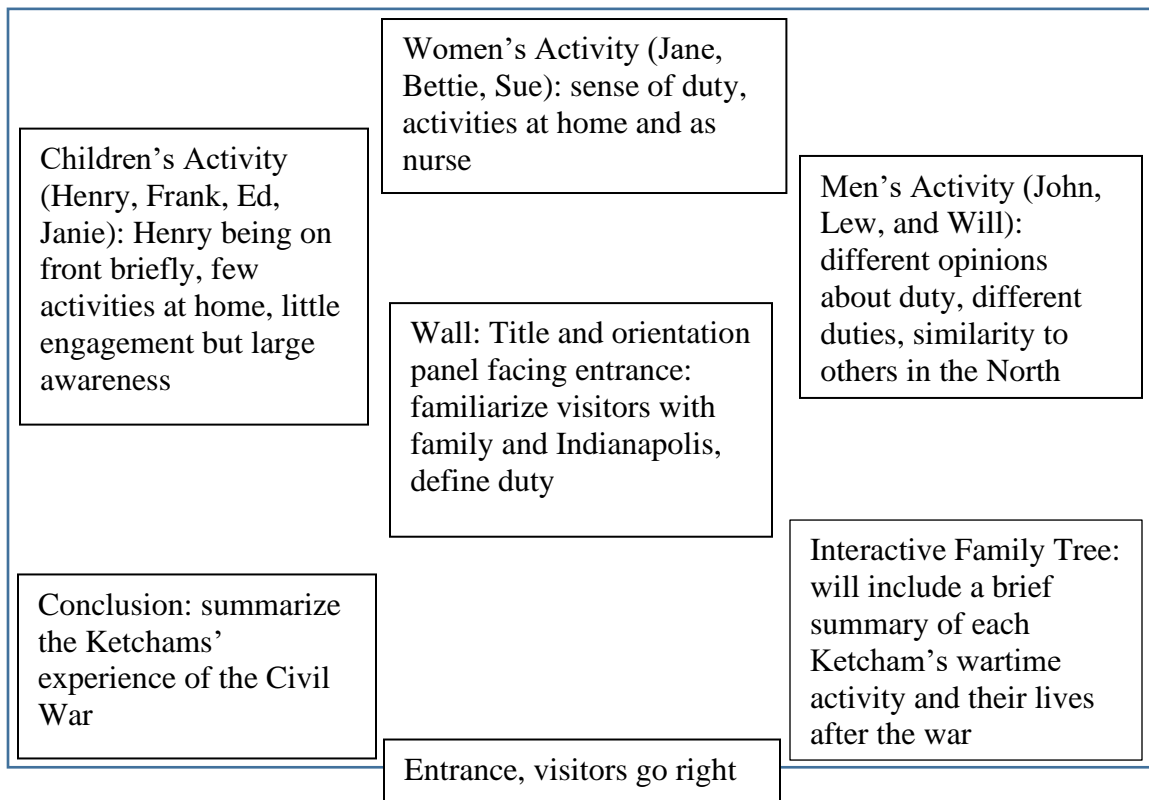 Women’s Activity (Jane,
Bettie, Sue): sense of duty,
activities at home and as
nurse
Children’s Activity
(Henry, Frank, Ed,
Janie): Henry being on
front briefly, few
activities at home, little
engagement but large
awareness
Men’s Activity (John,
Lew, and Will):
different opinions
about duty, different
duties, similarity to
others in the North
Wall: Title and orientation
panel facing entrance:
familiarize visitors with
family and Indianapolis,
define duty
Interactive Family Tree:
will include a brief
summary of each
Ketcham’s wartime
activity and their lives
after the war
Conclusion: summarize
the Ketchams’
experience of the Civil
War
Entrance, visitors go right